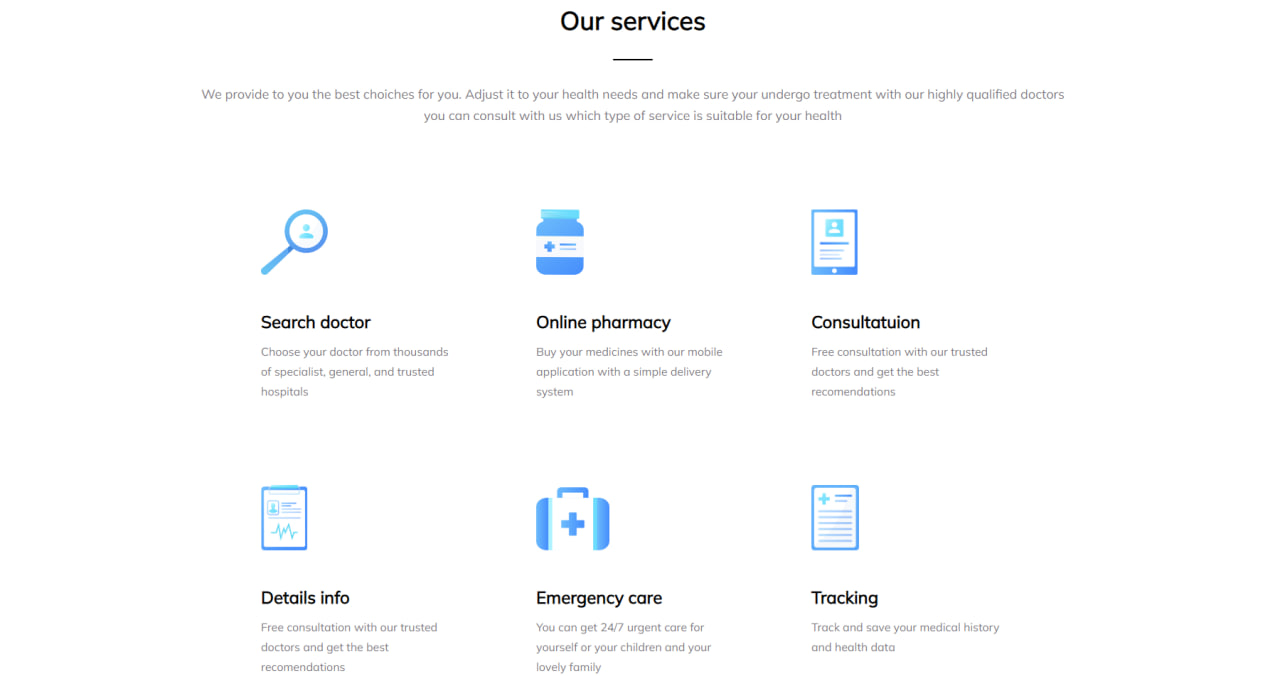 Our services
We provide to you the best choiches for you. Adjust it to your health needs and make sure your undergo treatment with our highly qualified doctors
you can consult with us which type of service is suitable for your health
Search doctor
Choose your doctor from thousands
of specialist, general, and trusted
hospitals
Online pharmacy
Buy your medicines with our mobile
application with a simple delivery
system
Consultatuion
Free consultation with our trusted
doctors and get the best
recomendations
Details info
Free consultation with our trusted
doctors and get the best
recomendations
Emergency care
You can get 24/7 urgent care for
yourself or your children and your
lovely family
Tracking
Track and save your medical history
and health data